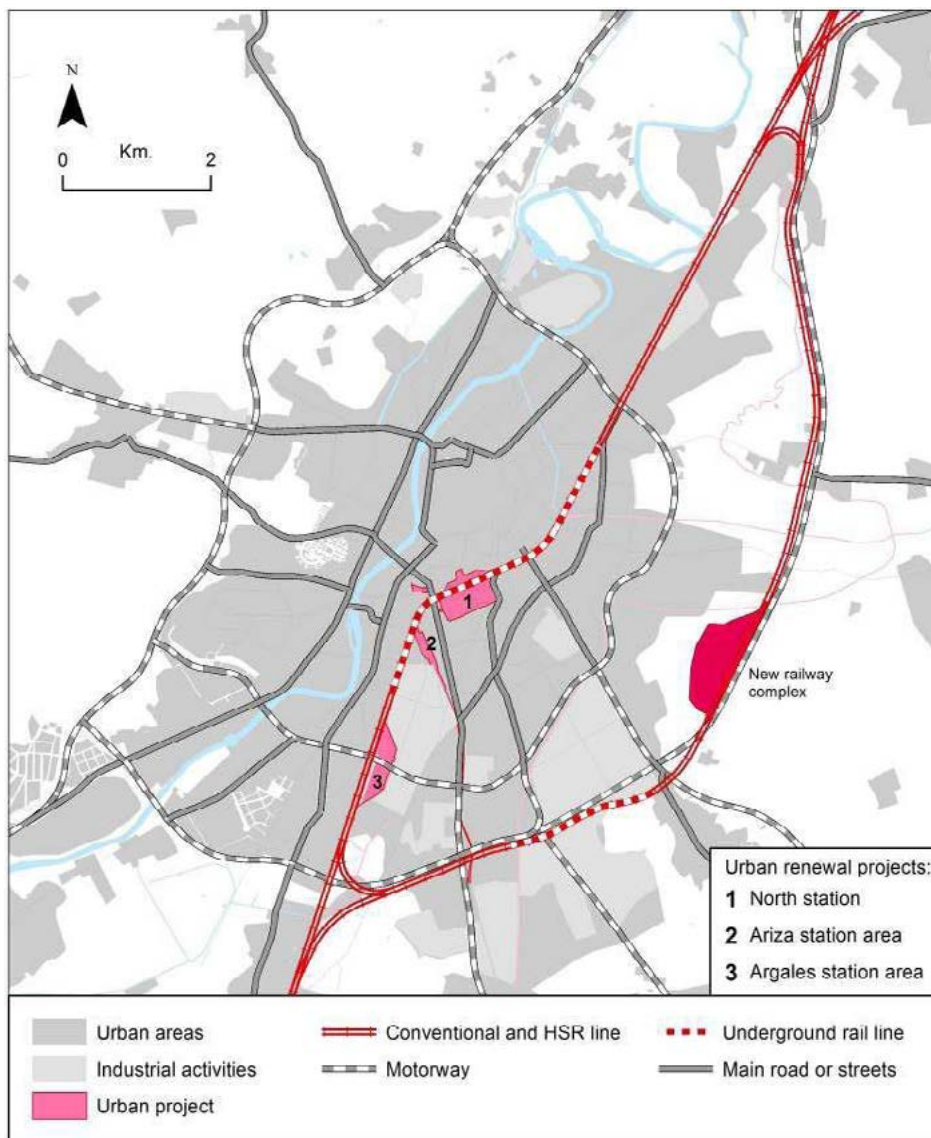 N
0 Km. 2
1
2
3
New railway
complex
Urban renewal projects:
1 North station
2 Ariza station area
3 Argales station area
Urban areas
Industrial activities
Urban project
Conventional and HSR line
Motorway
Underground rail line
Main road or streets